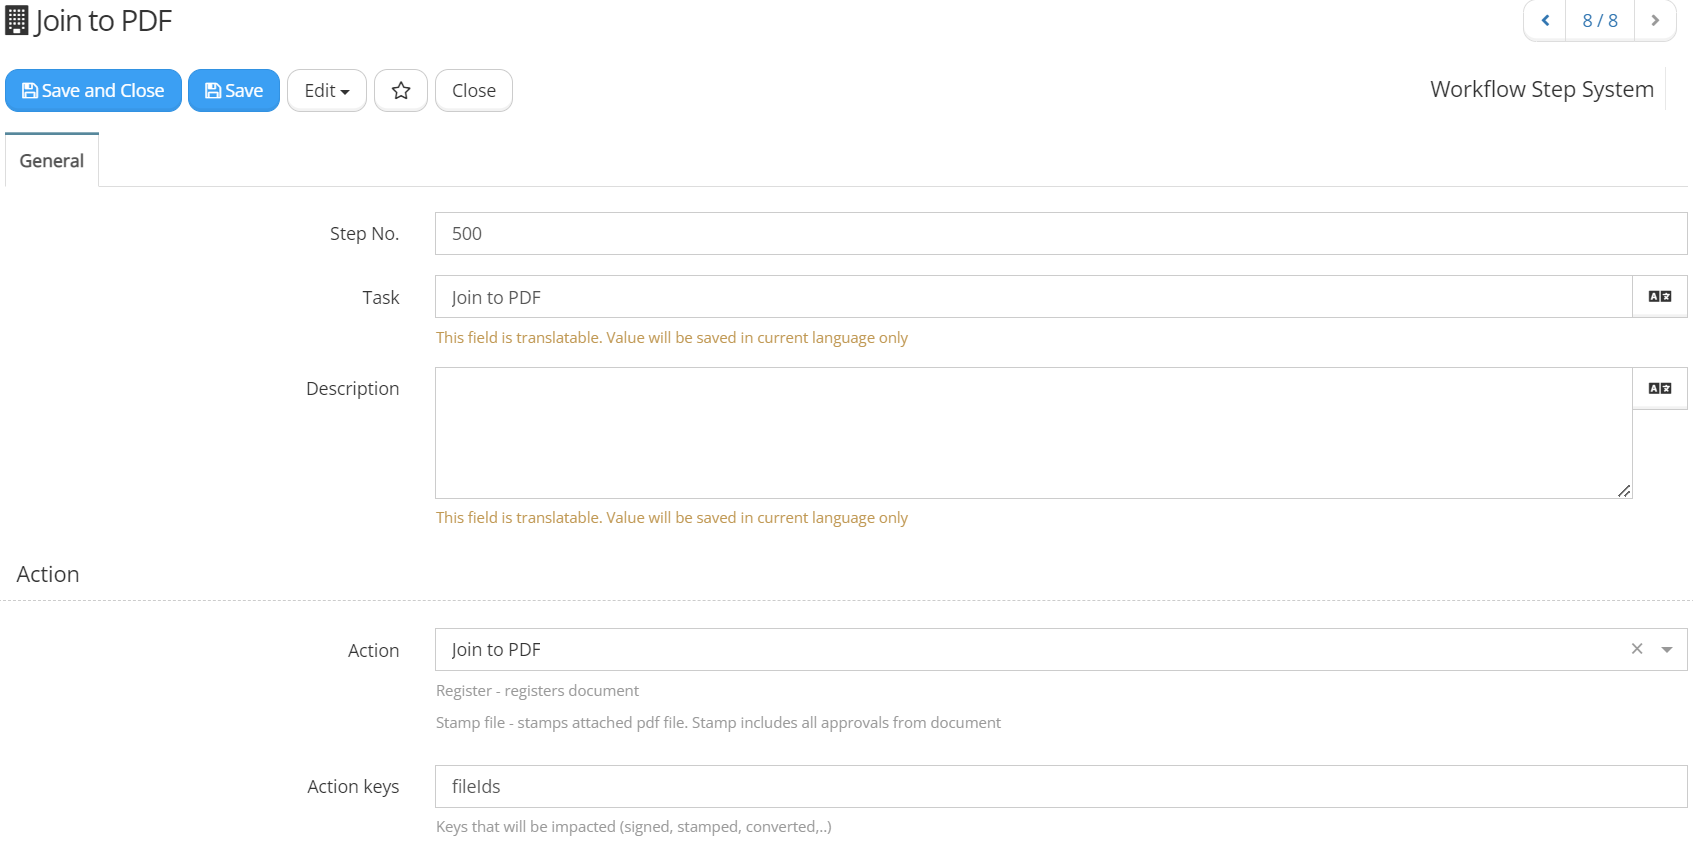 Join to PDF
8 / 8
Save and Close
Save
Edit
Close
Workflow Step System
General
Step No.
500
Task
Join to PDF
This field is translatable. Value will be saved in current language only
Description
This field is translatable. Value will be saved in current language only
Action
Action
Join to PDF
Register - registers document
Stamp file - stamps attached pdf file. Stamp includes all approvals from document
Action keys
fileIds
Keys that will be impacted (signed, stamped, converted,..)